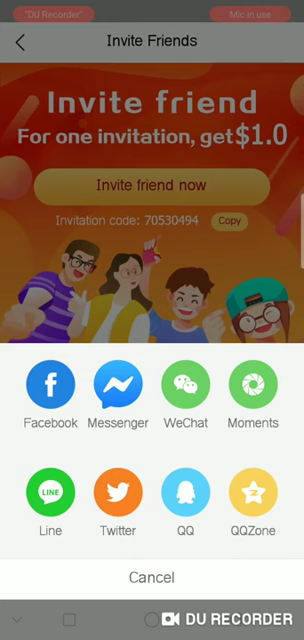 "DU Recorder"
Mic in use
Invite Friends
Invite friend
For one invitation, get $1.0
Invite friend now
Invitation code: 70530494 Copy
Facebook Messenger WeChat Moments
LINE
Line Twitter QQ QQZone
Cancel
DU RECORDER